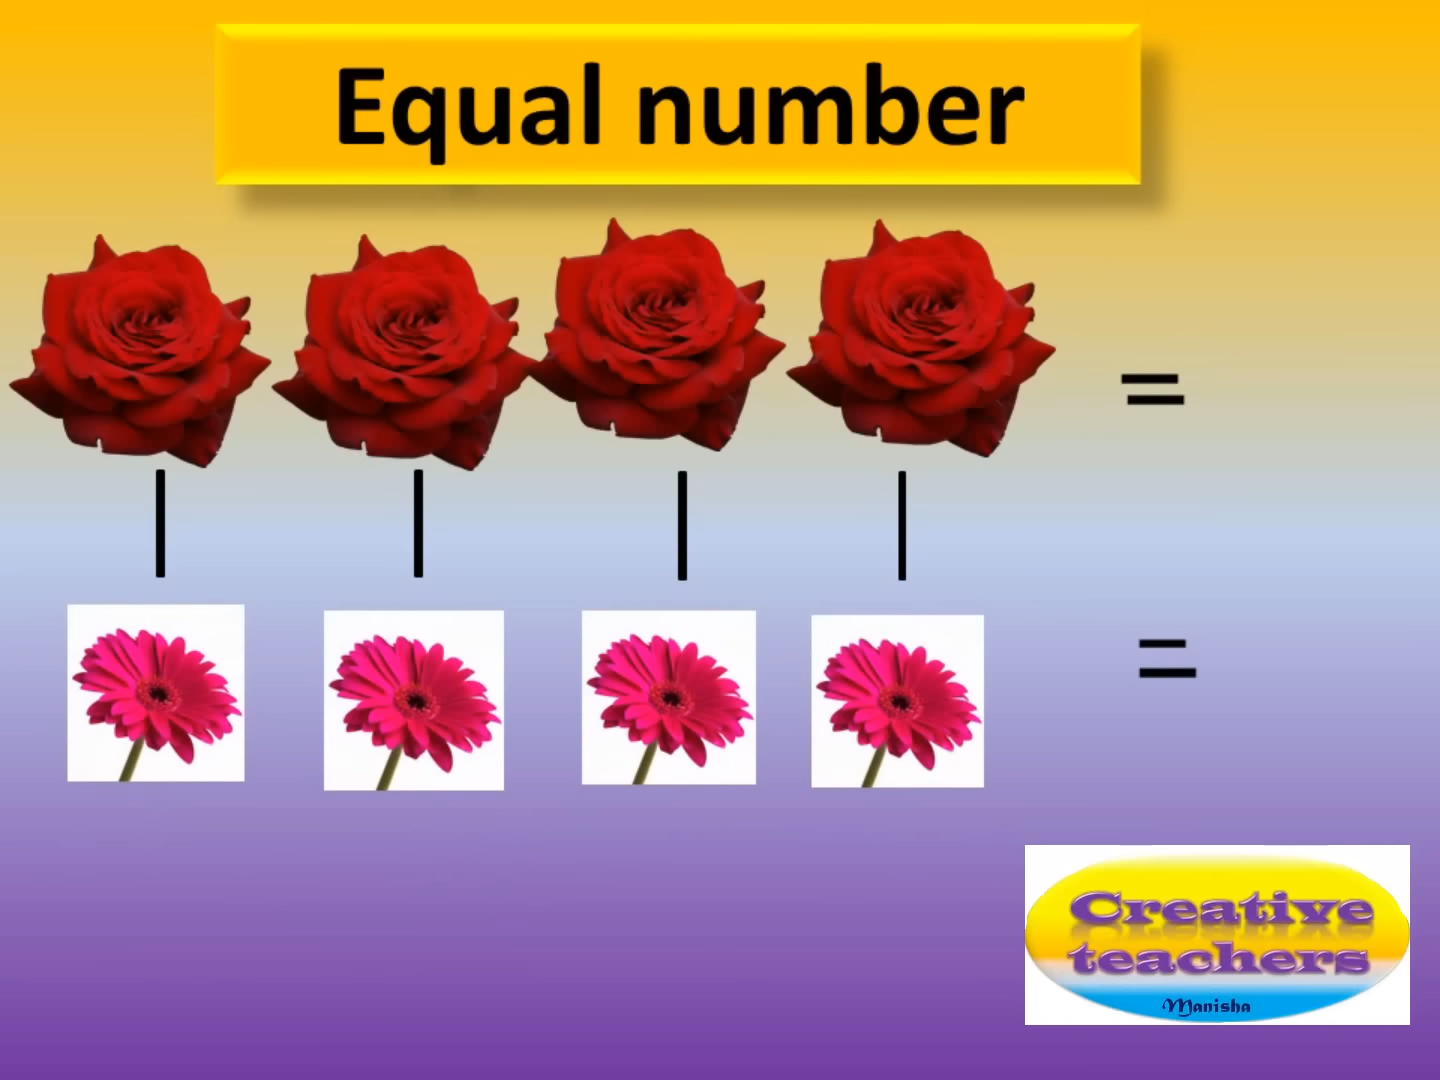 Equal number
=
=
Creative
teachers
Manisha